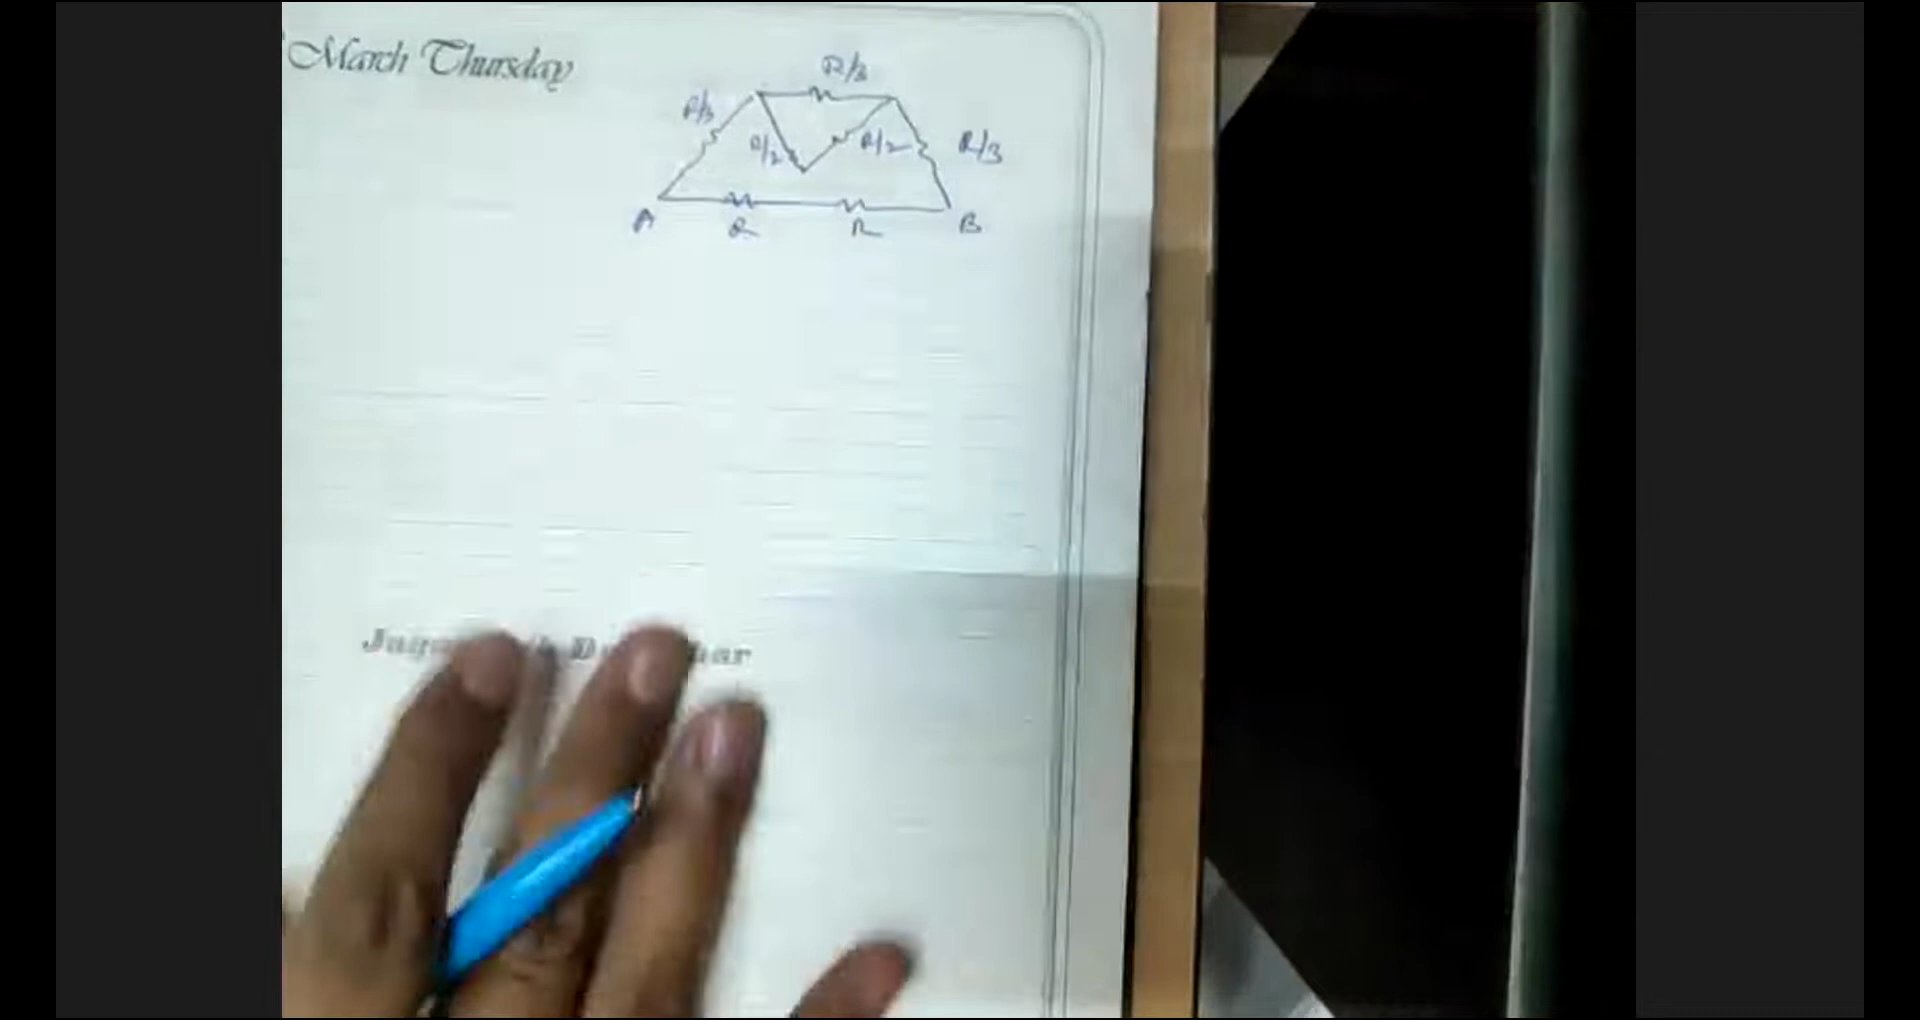 March Thursday
R/3
R/3
R/2 R/2 R/3
A R R B